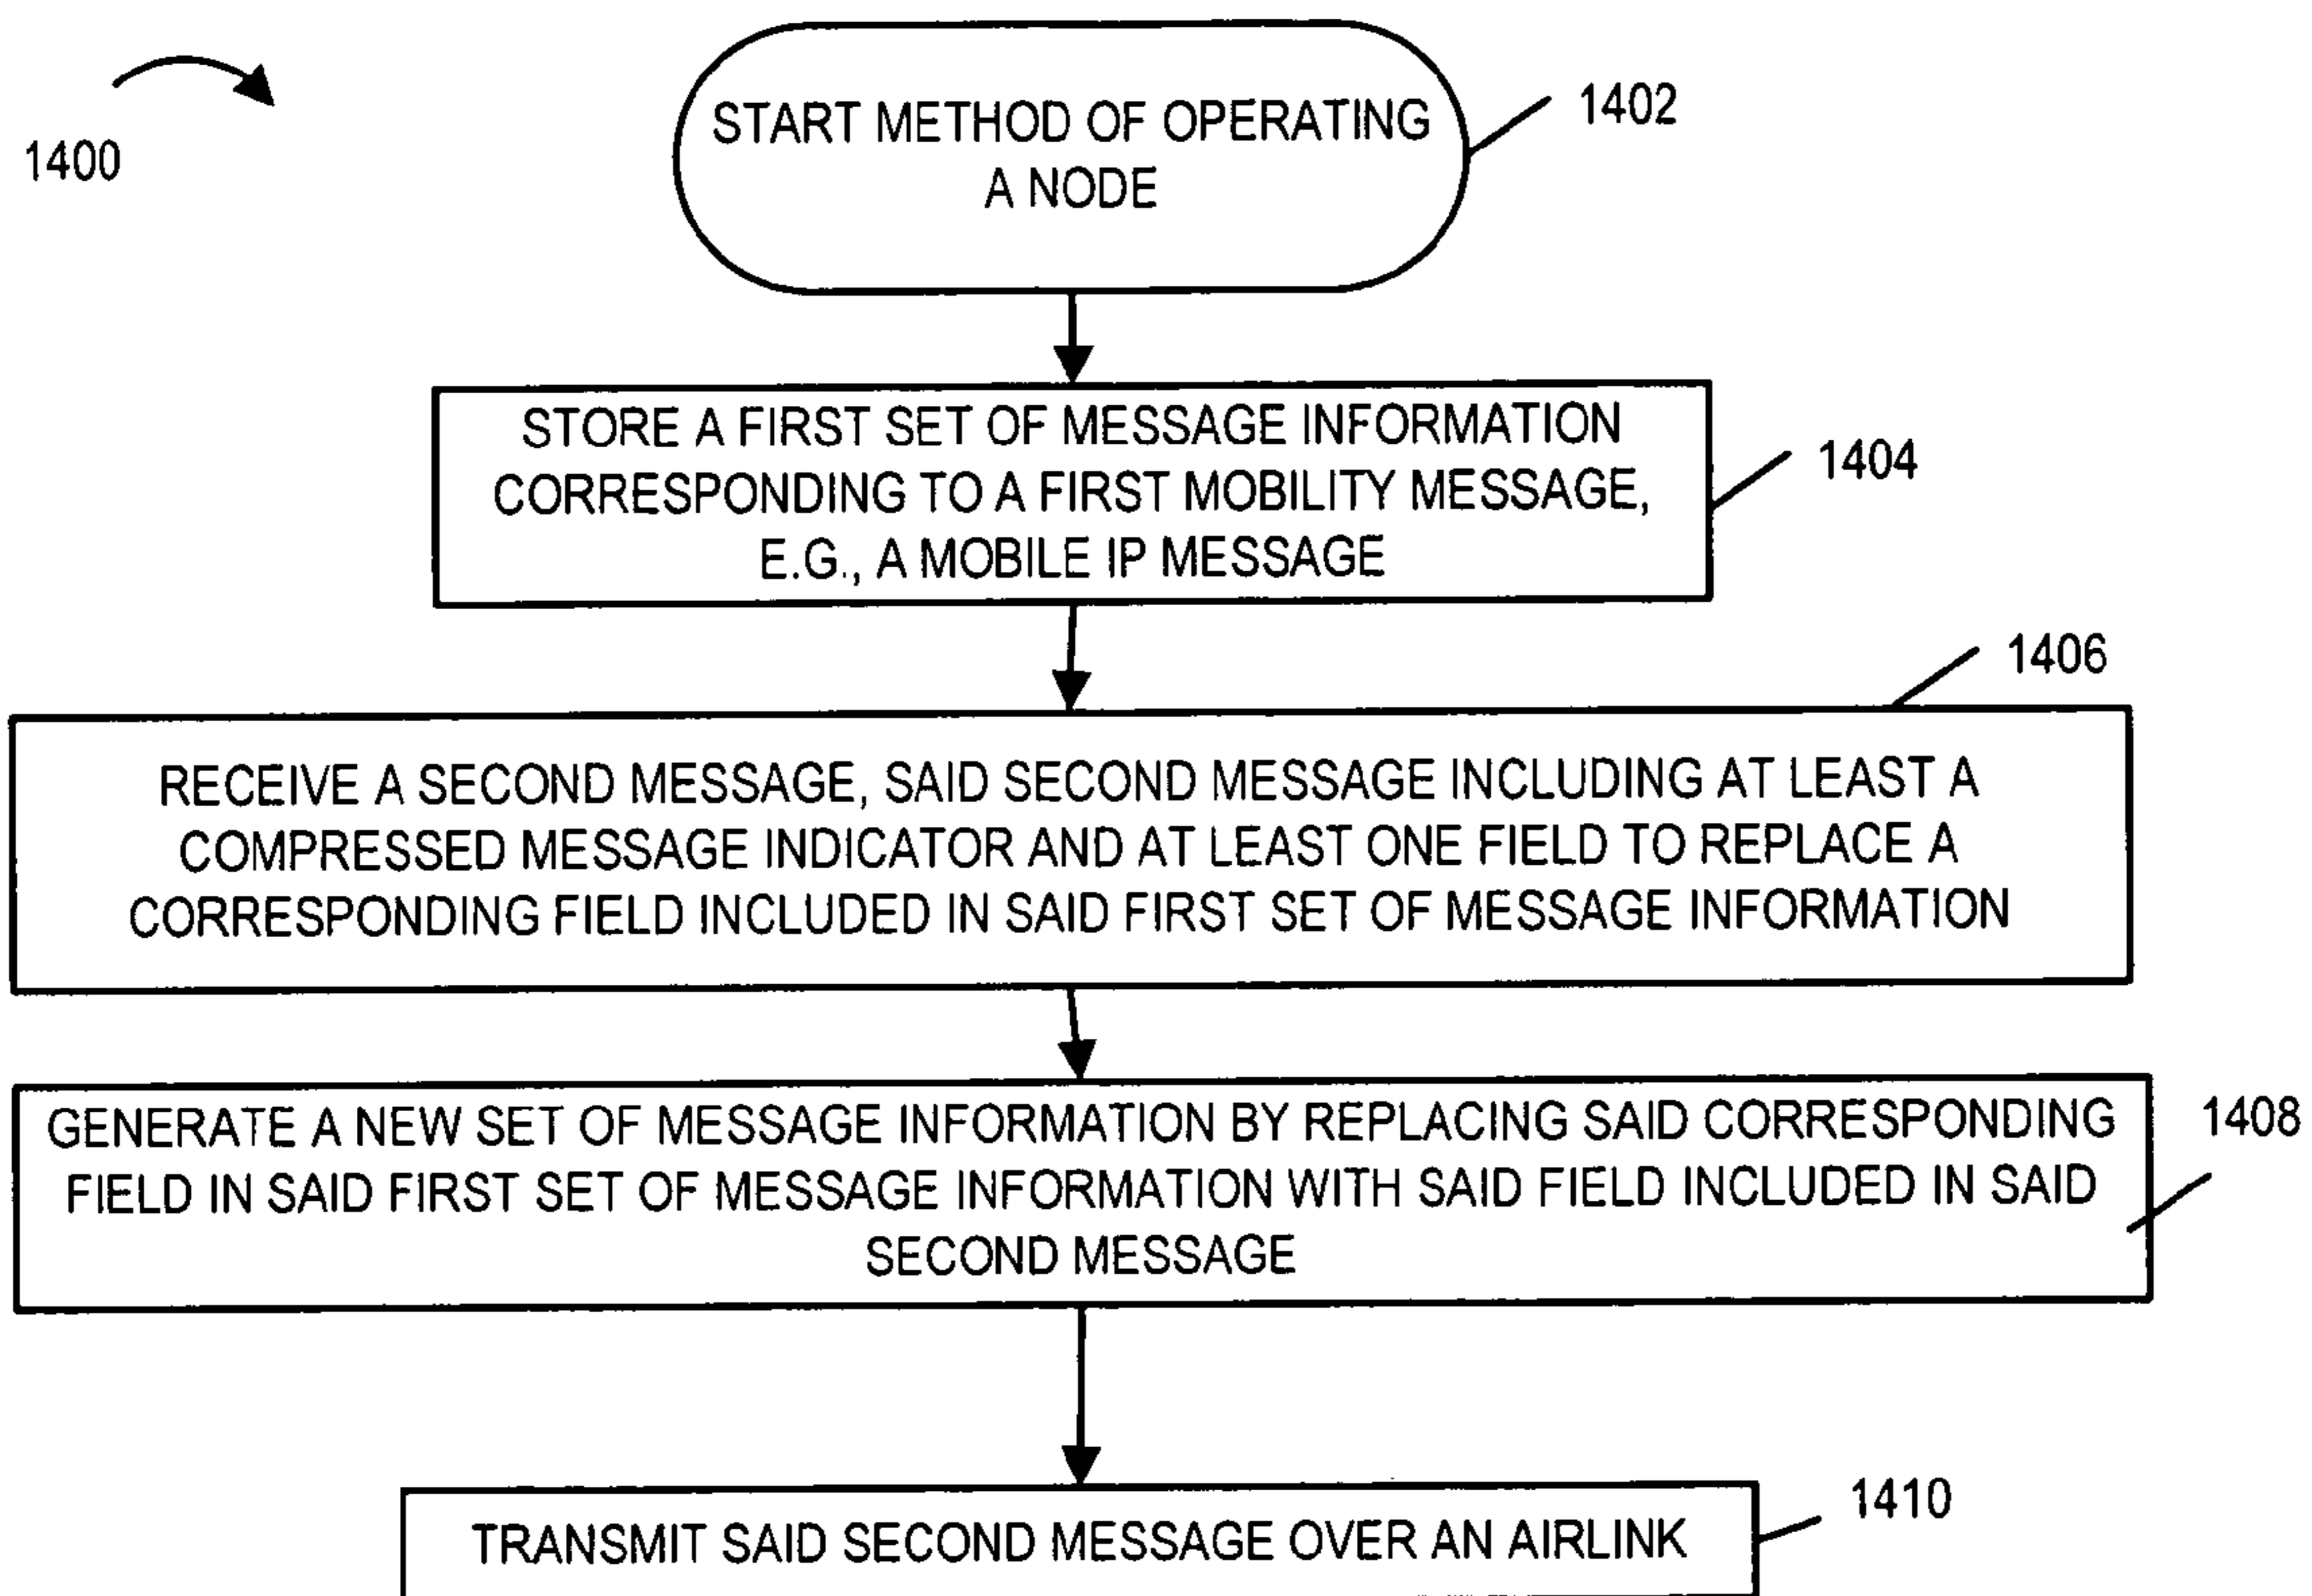 1400
START METHOD OF OPERATING
A NODE
1402
STORE A FIRST SET OF MESSAGE INFORMATION
CORRESPONDING TO A FIRST MOBILITY MESSAGE,
E.G., A MOBILE IP MESSAGE
1404
1406
RECEIVE A SECOND MESSAGE, SAID SECOND MESSAGE INCLUDING AT LEAST A
COMPRESSED MESSAGE INDICATOR AND AT LEAST ONE FIELD TO REPLACE A
CORRESPONDING FIELD INCLUDED IN SAID FIRST SET OF MESSAGE INFORMATION
GENERATE A NEW SET OF MESSAGE INFORMATION BY REPLACING SAID CORRESPONDING
FIELD IN SAID FIRST SET OF MESSAGE INFORMATION WITH SAID FIELD INCLUDED IN SAID
SECOND MESSAGE
1408
TRANSMIT SAID SECOND MESSAGE OVER AN AIRLINK
1410